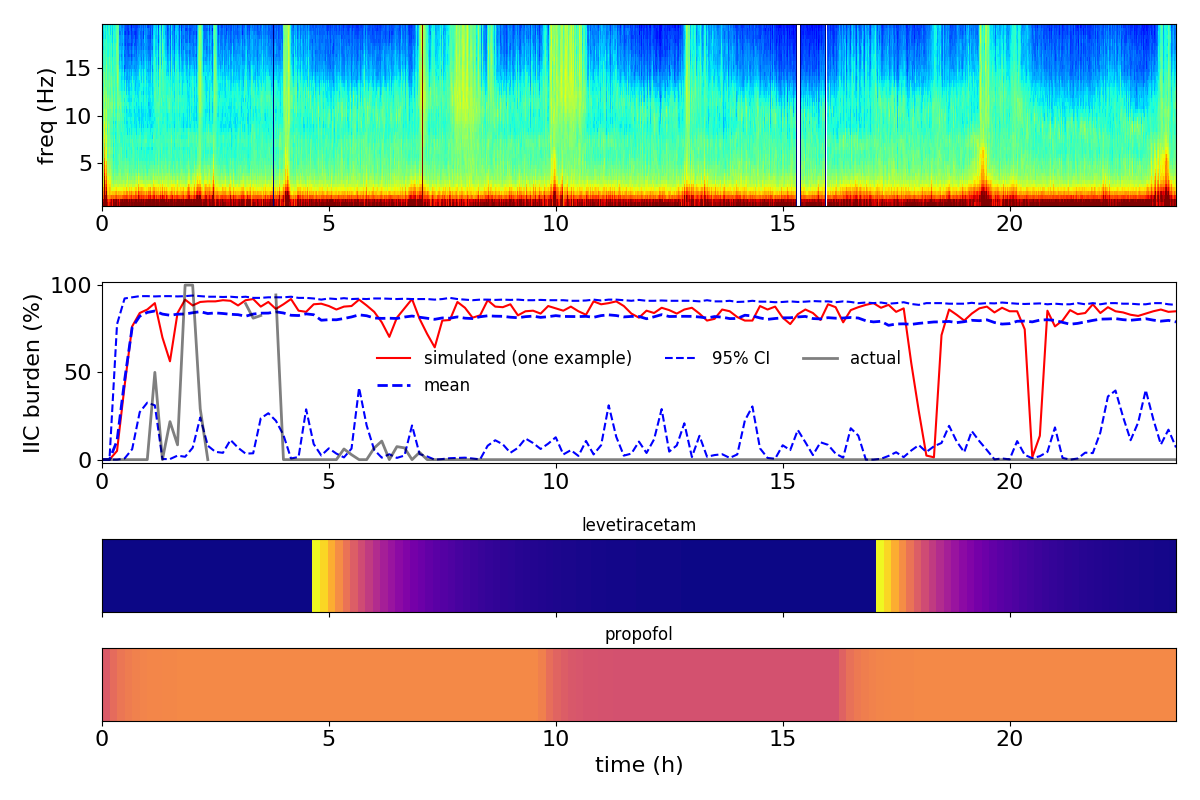 freq (Hz)
15
10
5
0 5 10 15 20
IIC burden (%)
100
50
0
simulated (one example) 95% CI actual
mean
0 5 10 15 20
levetiracetam
propofol
0 5 10 15 20
time (h)